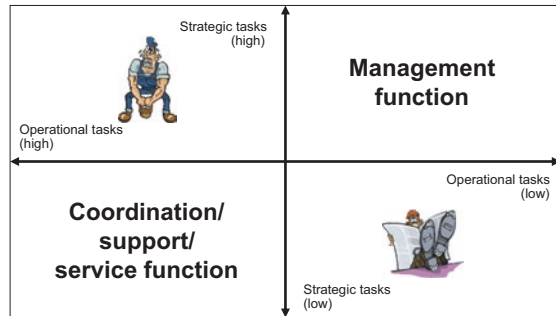 Strategic tasks
(high)
Management
function
Operational tasks
(high)
Operational tasks
(low)
Coordination/
support/
service function
Strategic tasks
(low)